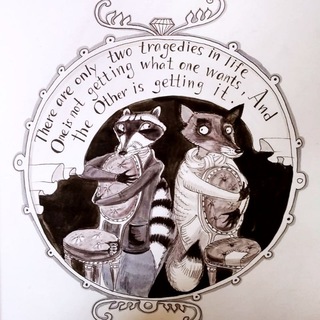 There are only two tragedies in life
One is not getting what one wants, And
the Other is getting it.